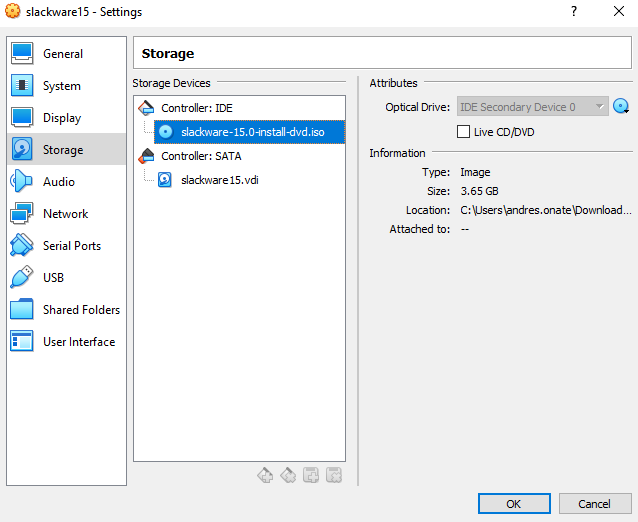 slackware15 - Settings
? ×
General
System
Display
Storage
Audio
Network
Serial Ports
USB
Shared Folders
User Interface
Storage
Storage Devices
Controller: IDE
slackware-15.0-install-dvd.iso
Controller: SATA
slackware15.vdi
Attributes
Optical Drive: IDE Secondary Device 0
Live CD/DVD
Information
Type: Image
Size: 3.65 GB
Location: C:\Users\andres.onate\Download...
Attached to: --
OK Cancel